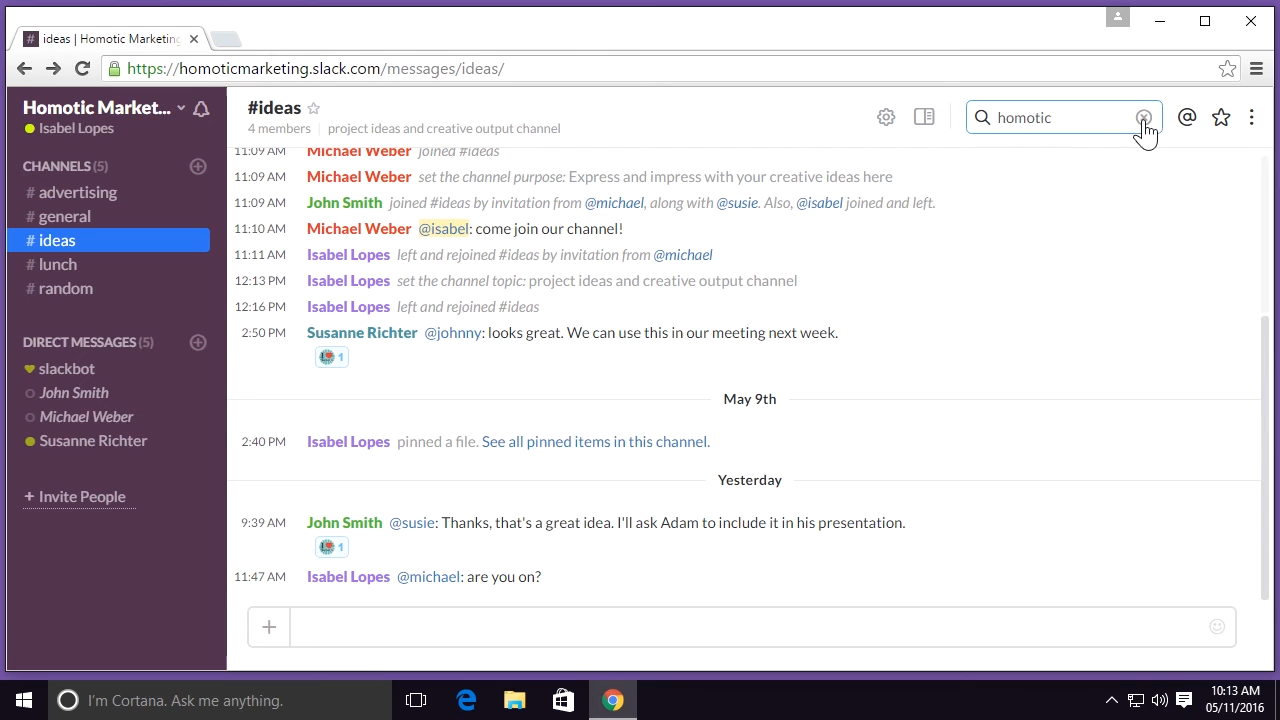 ideas | Homotic Marketing
https://homoticmarketing.slack.com/messages/ideas/
Homotic Market...
Isabel Lopes
CHANNELS (5)
# advertising
# general
# ideas
# lunch
# random
DIRECT MESSAGES (5)
slackbot
John Smith
Michael Weber
Susanne Richter
+ Invite People
#ideas
4 members
project ideas and creative output channel
homotic
11:09 AM Michael Weber joined #ideas
11:09 AM Michael Weber set the channel purpose: Express and impress with your creative ideas here
11:09 AM John Smith joined #ideas by invitation from @michael, along with @susie. Also, @isabel joined and left.
11:10 AM Michael Weber @isabel: come join our channel!
11:11 AM Isabel Lopes left and rejoined #ideas by invitation from @michael
12:13 PM Isabel Lopes set the channel topic: project ideas and creative output channel
12:16 PM Isabel Lopes left and rejoined #ideas
2:50 PM Susanne Richter @johnny: looks great. We can use this in our meeting next week.
1
May 9th
2:40 PM Isabel Lopes pinned a file. See all pinned items in this channel.
Yesterday
9:39 AM John Smith @susie: Thanks, that's a great idea. I'll ask Adam to include it in his presentation.
1
11:47 AM Isabel Lopes @michael: are you on?
I'm Cortana. Ask me anything.
10:13 AM
05/11/2016